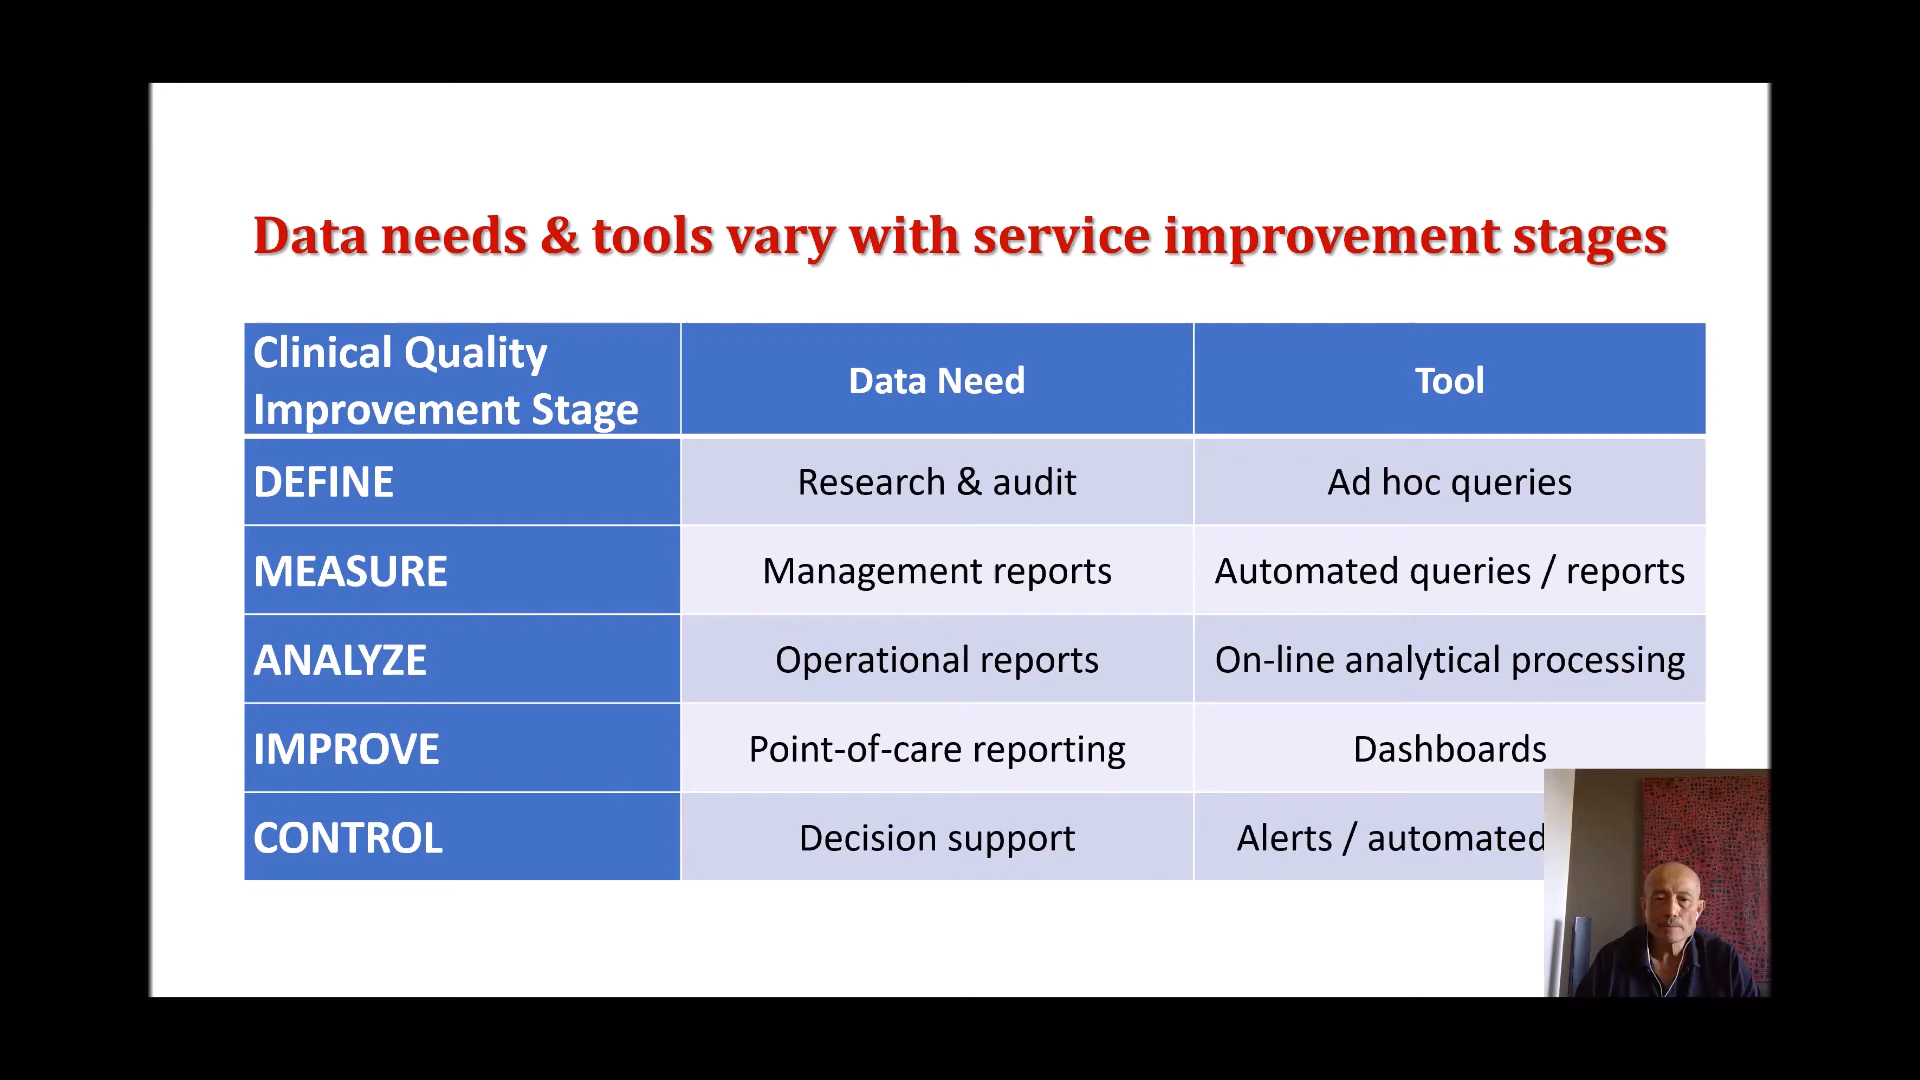 Data needs & tools vary with service improvement stages
Clinical Quality
Improvement Stage
Data Need
Tool
DEFINE
Research & audit
Ad hoc queries
MEASURE
Management reports
Automated queries / reports
ANALYZE
Operational reports
On-line analytical processing
IMPROVE
Point-of-care reporting
Dashboards
CONTROL
Decision support
Alerts / automated